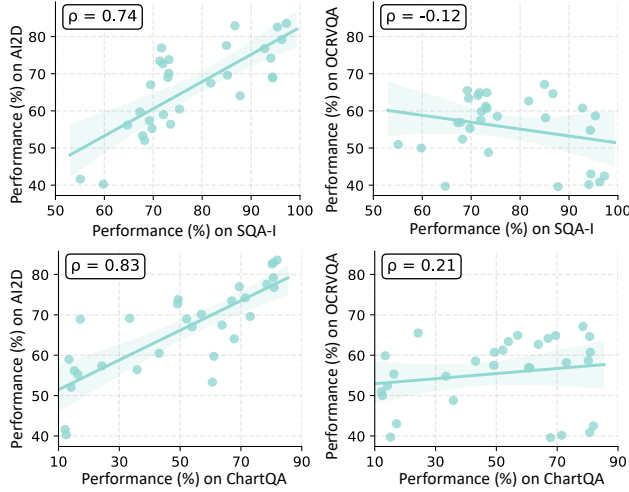 ρ = 0.74
Performance (%) on AI2D
80
70
60
50
40
50 60 70 80 90 100
Performance (%) on SQA-I
ρ = -0.12
Performance (%) on OCRVQA
80
70
60
50
40
50 60 70 80 90 100
Performance (%) on SQA-I
ρ = 0.83
Performance (%) on AI2D
80
70
60
50
40
10 30 50 70 90
Performance (%) on ChartQA
ρ = 0.21
Performance (%) on OCRVQA
80
70
60
50
40
10 30 50 70 90
Performance (%) on ChartQA